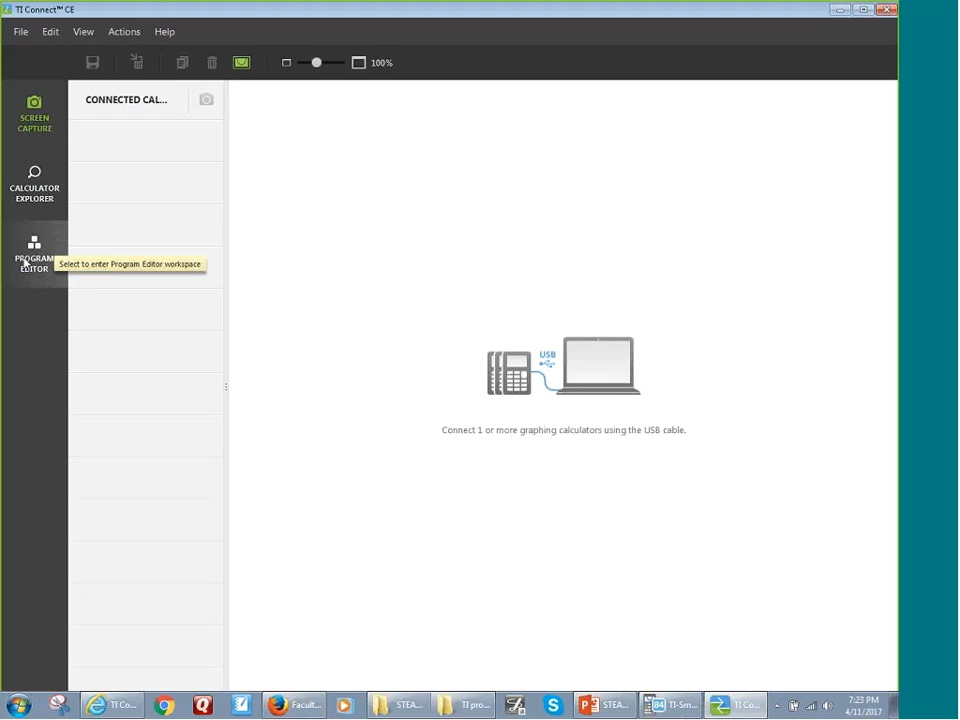 TI Connect™ CE
File Edit View Actions Help
100%
SCREEN
CAPTURE
CONNECTED CAL...
CALCULATOR
EXPLORER
PROGRAM
EDITOR
Select to enter Program Editor workspace
USB
Connect 1 or more graphing calculators using the USB cable.
TI Co... Facult... STEA... TI pro... STEA... 84 TI-Sm... TI Co...
7:23 PM
4/11/2017